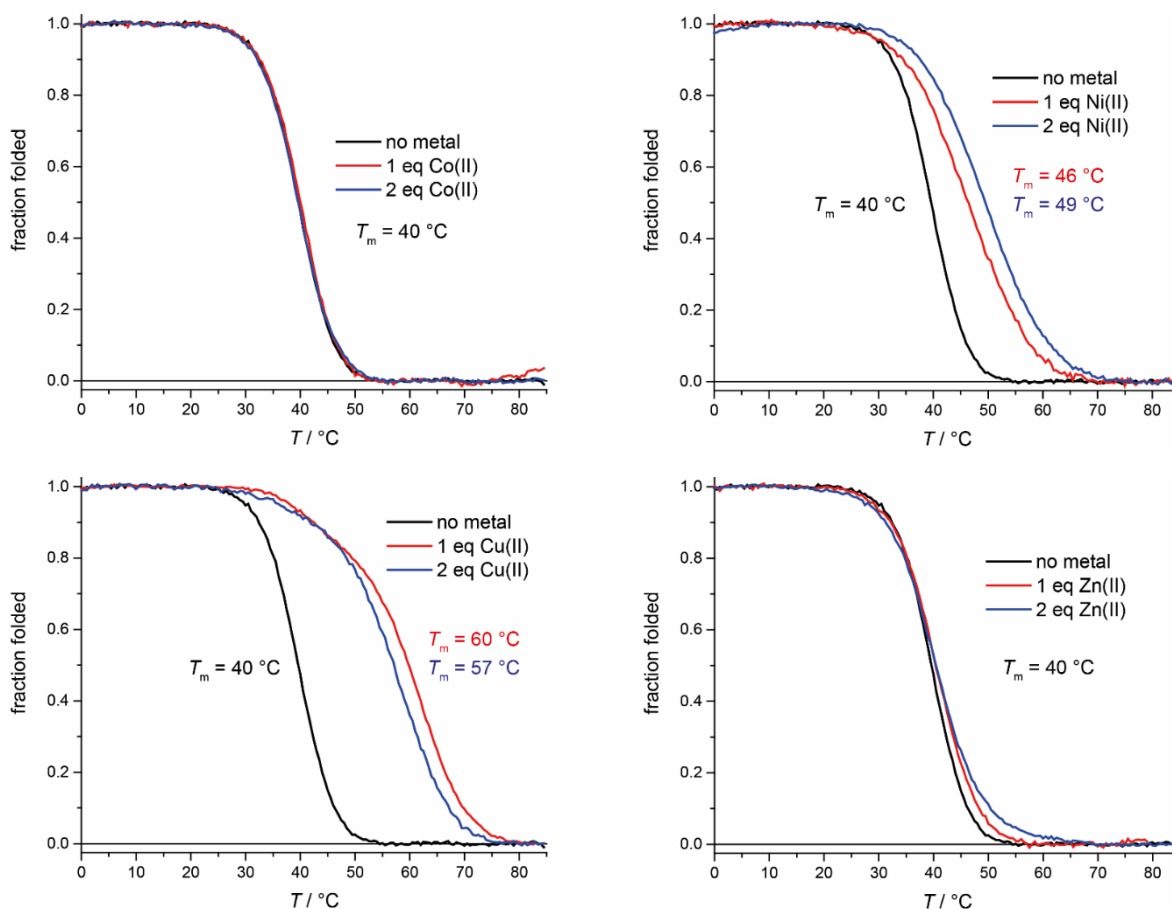 fraction folded
1.0
0.8
0.6
0.4
0.2
0.0
no metal
1 eq Co(II)
2 eq Co(II)
Tm = 40 °C
0 10 20 30 40 50 60 70 80
T / °C
fraction folded
1.0
0.8
0.6
0.4
0.2
0.0
no metal
1 eq Ni(II)
2 eq Ni(II)
Tm = 46 °C
Tm = 40 °C
Tm = 49 °C
0 10 20 30 40 50 60 70 80
T / °C
fraction folded
1.0
0.8
0.6
0.4
0.2
0.0
no metal
1 eq Cu(II)
2 eq Cu(II)
Tm = 60 °C
Tm = 40 °C
Tm = 57 °C
0 10 20 30 40 50 60 70 80
T / °C
fraction folded
1.0
0.8
0.6
0.4
0.2
0.0
no metal
1 eq Zn(II)
2 eq Zn(II)
Tm = 40 °C
0 10 20 30 40 50 60 70 80
T / °C